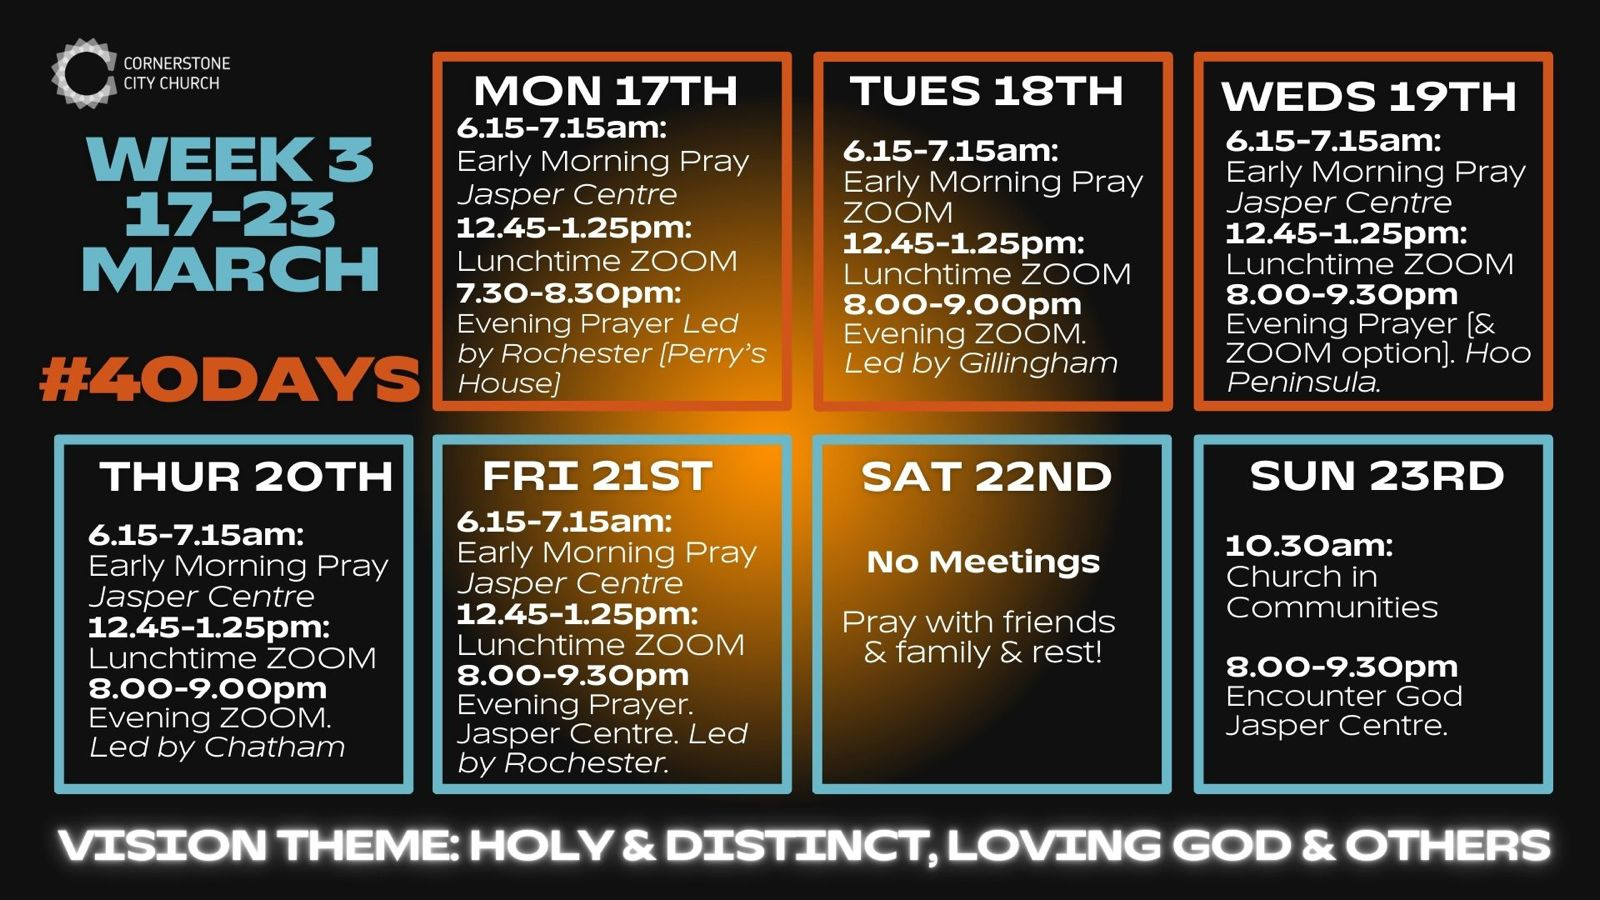 CORNERSTONE
CITY CHURCH
WEEK 3
17-23
MARCH
#40DAYS
MON 17TH
6.15-7.15am:
Early Morning Pray
Jasper Centre
12.45-1.25pm:
Lunchtime ZOOM
7.30-8.30pm:
Evening Prayer Led
by Rochester [Perry's
House]
TUES 18TH
6.15-7.15am:
Early Morning Pray
ZOOM
12.45-1.25pm:
Lunchtime ZOOM
8.00-9.00pm
Evening ZOOM.
Led by Gillingham
WEDS 19TH
6.15-7.15am:
Early Morning Pray
Jasper Centre
12.45-1.25pm:
Lunchtime ZOOM
8.00-9.30pm
Evening Prayer [&
ZOOM option]. Hoo
Peninsula.
THUR 20TH
6.15-7.15am:
Early Morning Pray
Jasper Centre
12.45-1.25pm:
Lunchtime ZOOM
8.00-9.00pm
Evening ZOOM.
Led by Chatham
FRI 21ST
6.15-7.15am:
Early Morning Pray
Jasper Centre
12.45-1.25pm:
Lunchtime ZOOM
8.00-9.30pm
Evening Prayer.
Jasper Centre. Led
by Rochester.
SAT 22ND
No Meetings
Pray with friends
& family & rest!
SUN 23RD
10.30am:
Church in
Communities
8.00-9.30pm
Encounter God
Jasper Centre.
VISION THEME: HOLY & DISTINCT, LOVING GOD & OTHERS